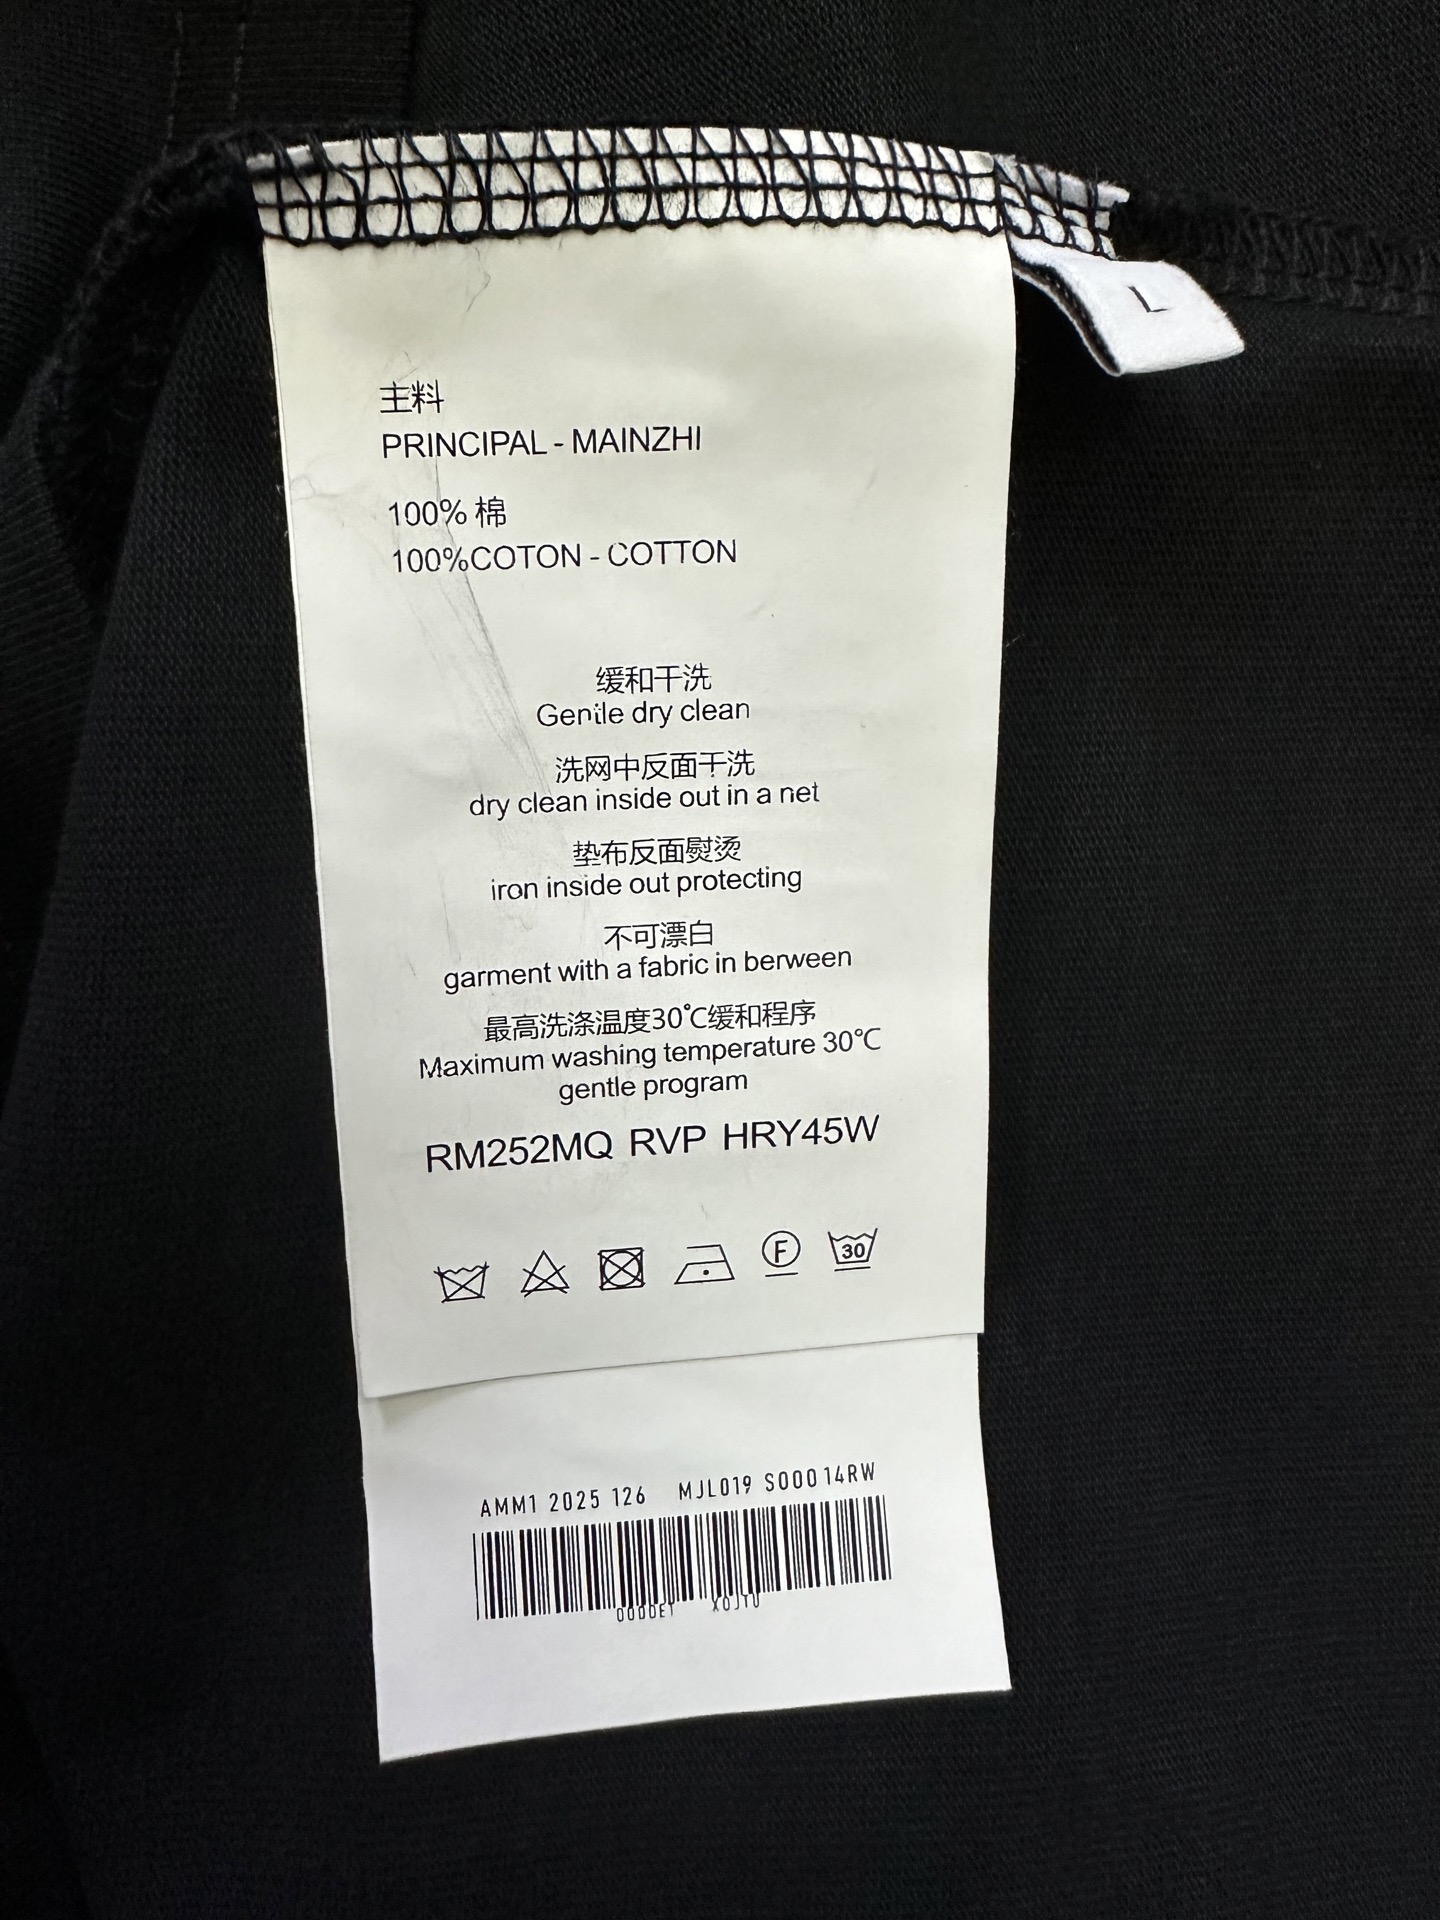 L
主料
PRINCIPAL - MAINZHI
100% 棉
100%COTON - COTTON
缓和干洗
Gentle dry clean
洗网中反面干洗
dry clean inside out in a net
垫布反面熨烫
iron inside out protecting
不可漂白
garment with a fabric in berween
最高洗涤温度30℃缓和程序
Maximum washing temperature 30℃
gentle program
RM252MQ RVP HRY45W
F 30
AMM1 2025 126 MJL019 S00014RW